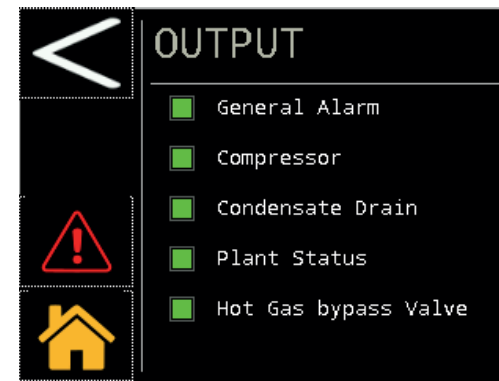 OUTPUT
General Alarm
Compressor
Condensate Drain
Plant Status
Hot Gas bypass Valve